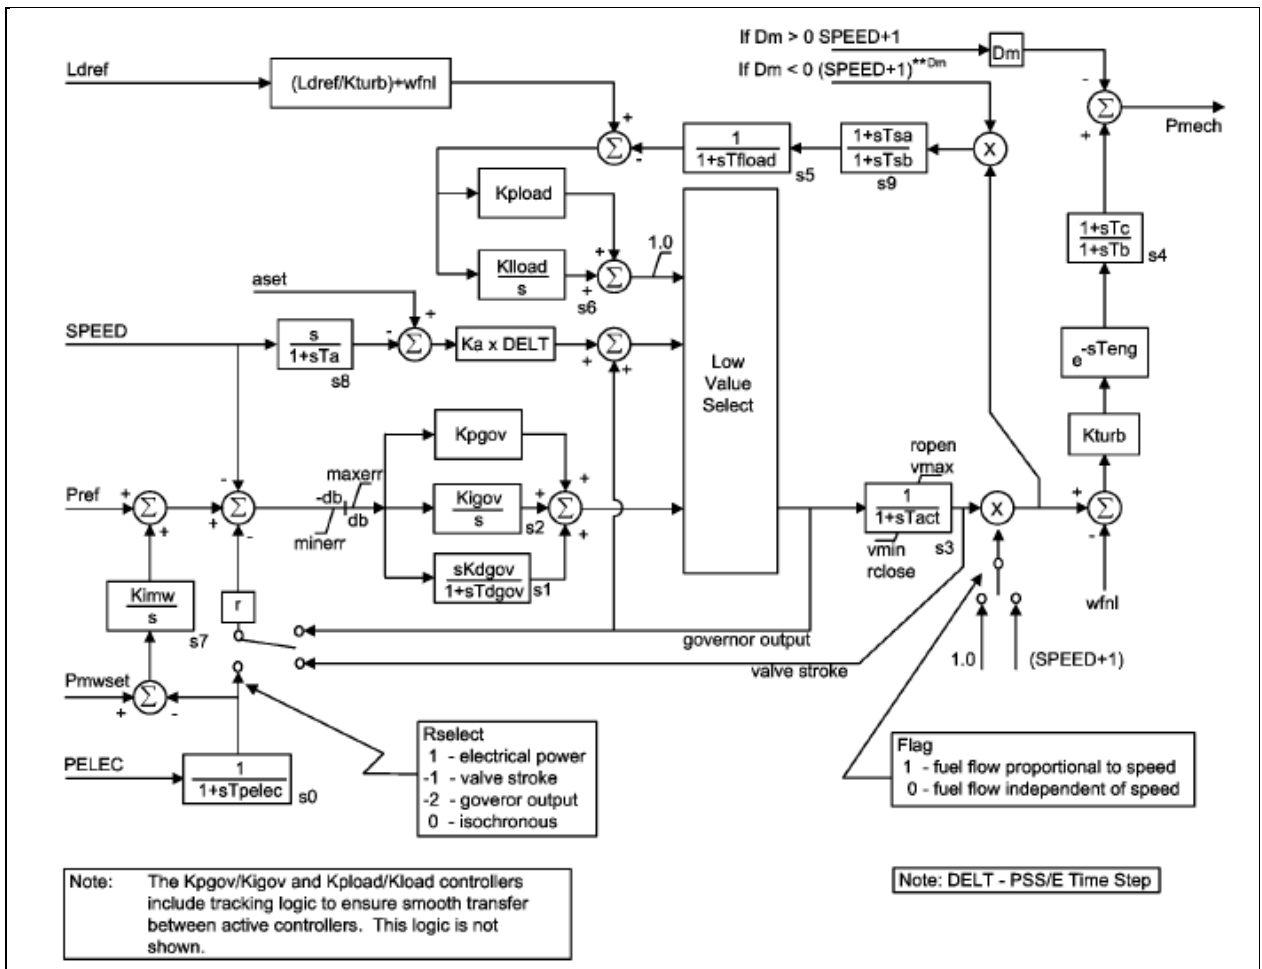 If Dm > 0 SPEED+1
Dm
If Dm < 0 (SPEED+1)**Dm
-
Σ
+
Pmech
Ldref
(Ldref/Kturb)+wfnl
+
Σ
-
1
1+sTfload
s5
1+sTsa
1+sTsb
s9
X
Kpload
KIload
s
s6
+
+
Σ
1.0
1+sTc
1+sTb
s4
aset
SPEED
s
1+sTa
s8
-
+
Σ
Ka x DELT
+
+
Σ
Low
Value
Select
e-sTeng
Kturb
Kpgov
Kigov
s
s2
sKdgov
1+sTdgov
s1
+
+
+
Σ
Pref
+
+
Σ
-
+
-
Σ
-db
db
maxerr
minerr
ropen
vmax
1
1+sTact
s3
vmin
rclose
X
+
-
Σ
wfnl
Kimw
s
s7
r
governor output
valve stroke
1.0
(SPEED+1)
Pmwset
+
-
Σ
PELEC
1
1+sTpelec
s0
Rselect
1 - electrical power
-1 - valve stroke
-2 - goveror output
0 - isochronous
Flag
1 - fuel flow proportional to speed
0 - fuel flow independent of speed
Note: The Kpgov/Kigov and Kpload/Kload controllers
include tracking logic to ensure smooth transfer
between active controllers. This logic is not
shown.
Note: DELT - PSS/E Time Step